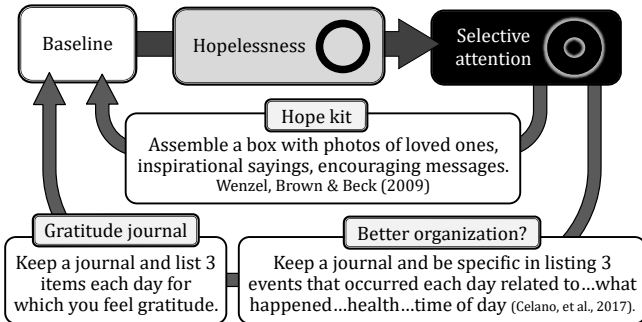 Baseline
Hopelessness
Selective
attention
Hope kit
Assemble a box with photos of loved ones,
inspirational sayings, encouraging messages.
Wenzel, Brown & Beck (2009)
Gratitude journal
Keep a journal and list 3
items each day for
which you feel gratitude.
Better organization?
Keep a journal and be specific in listing 3
events that occurred each day related to…what
happened…health…time of day (Celano, et al., 2017).